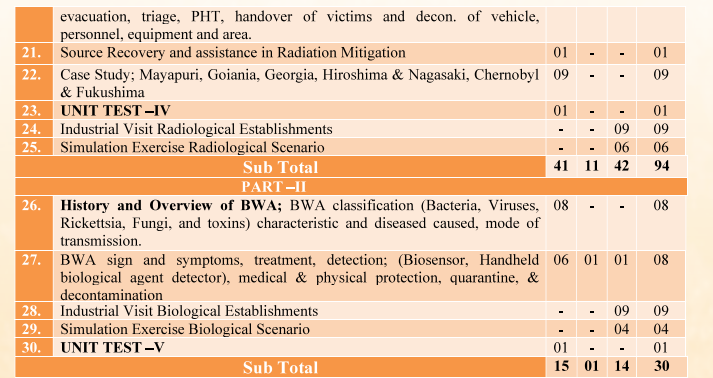 evacuation, triage, PHT, handover of victims and decon. of vehicle,
personnel, equipment and area.
21. Source Recovery and assistance in Radiation Mitigation 01 - - 01
22. Case Study; Mayapuri, Goiania, Georgia, Hiroshima & Nagasaki, Chernobyl 09 - - 09
& Fukushima
23. UNIT TEST –IV 01 - - 01
24. Industrial Visit Radiological Establishments - - 09 09
25. Simulation Exercise Radiological Scenario - - 06 06
Sub Total 41 11 42 94
PART –II
26. History and Overview of BWA; BWA classification (Bacteria, Viruses, 08 - - 08
Rickettsia, Fungi, and toxins) characteristic and diseased caused, mode of
transmission.
27. BWA sign and symptoms, treatment, detection; (Biosensor, Handheld 06 01 01 08
biological agent detector), medical & physical protection, quarantine, &
decontamination
28. Industrial Visit Biological Establishments - - 09 09
29. Simulation Exercise Biological Scenario - - 04 04
30. UNIT TEST –V 01 - - 01
Sub Total 15 01 14 30